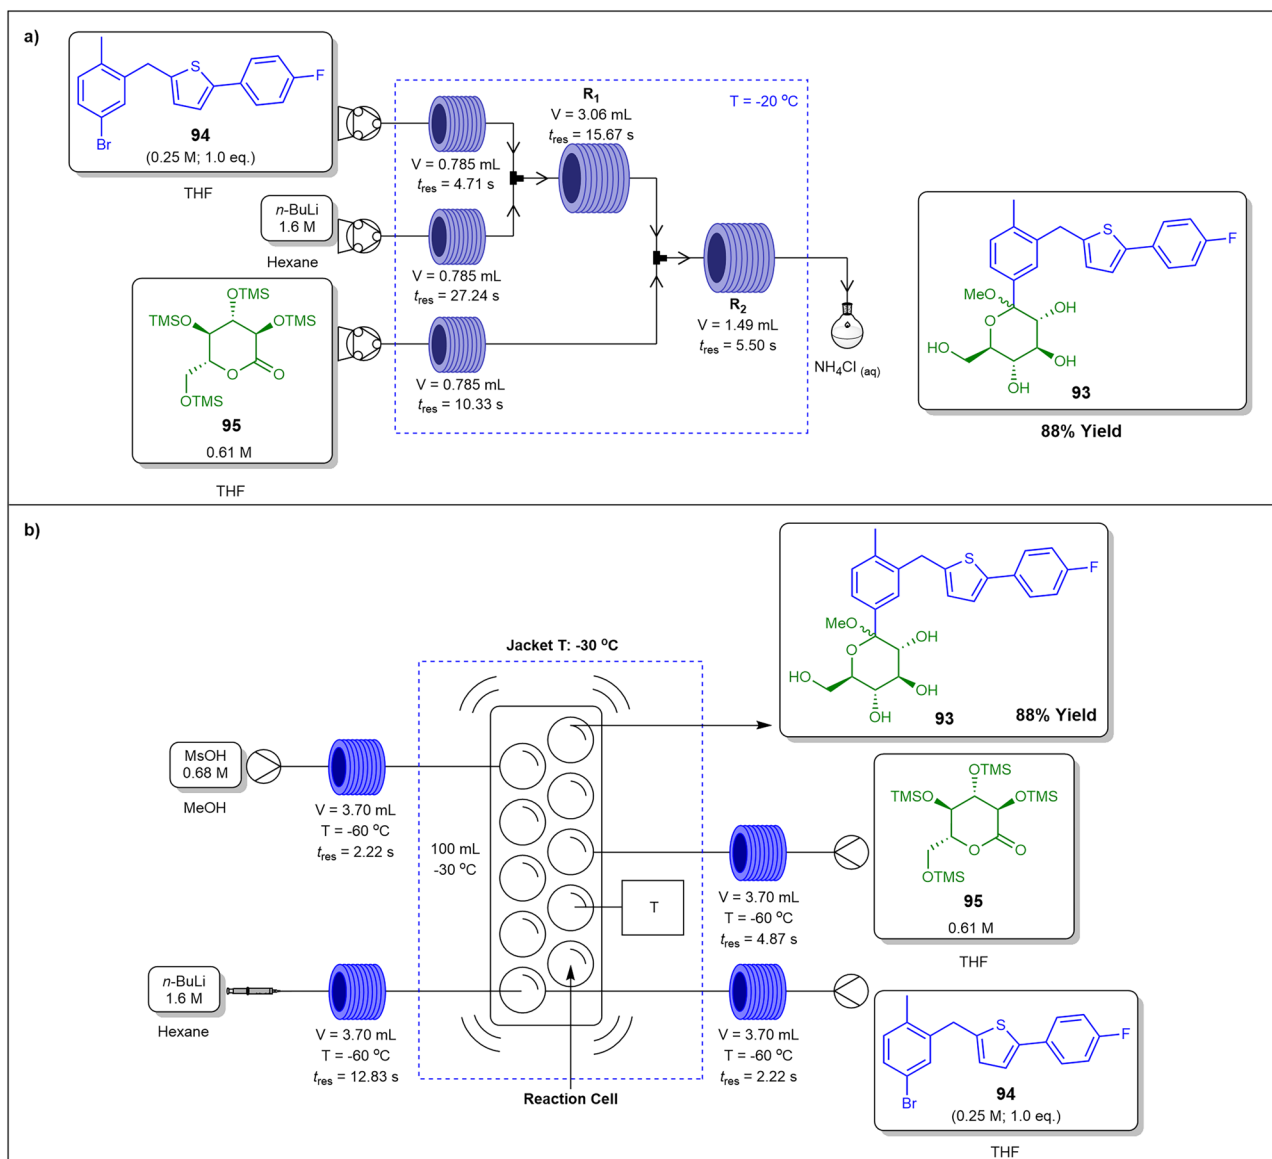 a)
S
F
94
Br
(0.25 M; 1.0 eq.)
THF
V = 0.785 mL
tres = 4.71 s
R1
V = 3.06 mL
tres = 15.67 s
T = -20 °C
n-BuLi
1.6 M
Hexane
V = 0.785 mL
tres = 27.24 s
OTMS
TMSO
OTMS
O
O
OTMS
95
0.61 M
THF
V = 0.785 mL
tres = 10.33 s
R2
V = 1.49 mL
tres = 5.50 s
NH4Cl (aq)
S
F
MeO
OH
O
HO
OH
OH
93
88% Yield
b)
S
F
MeO
OH
O
HO
OH
OH
93
88% Yield
Jacket T: -30 °C
MsOH
0.68 M
MeOH
V = 3.70 mL
T = -60 °C
tres = 2.22 s
100 mL
-30 °C
T
OTMS
TMSO
OTMS
O
O
OTMS
95
0.61 M
THF
V = 3.70 mL
T = -60 °C
tres = 4.87 s
n-BuLi
1.6 M
Hexane
V = 3.70 mL
T = -60 °C
tres = 12.83 s
Reaction Cell
V = 3.70 mL
T = -60 °C
tres = 2.22 s
S
F
94
Br
(0.25 M; 1.0 eq.)
THF